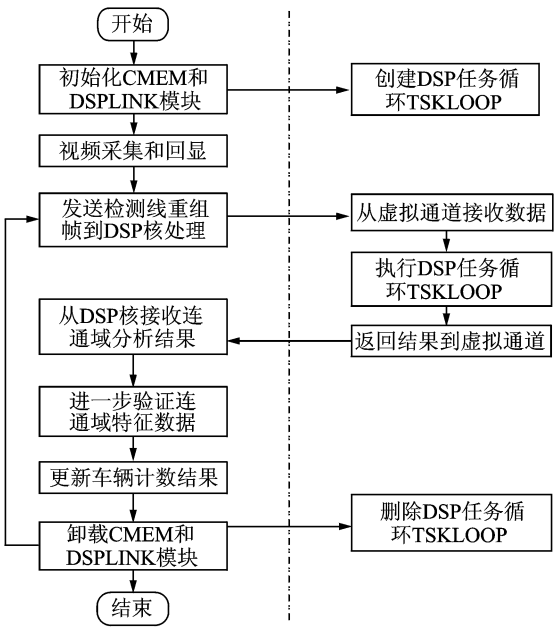 开始
初始化CMEM和
DSPLINK模块
创建DSP任务循
环TSKLOOP
视频采集和回显
发送检测线重组
帧到DSP核处理
从虚拟通道接收数据
执行DSP任务循
环TSKLOOP
从DSP核接收连
通域分析结果
返回结果到虚拟通道
进一步验证连
通域特征数据
更新车辆计数结果
卸载CMEM和
DSPLINK模块
删除DSP任务循
环TSKLOOP
结束